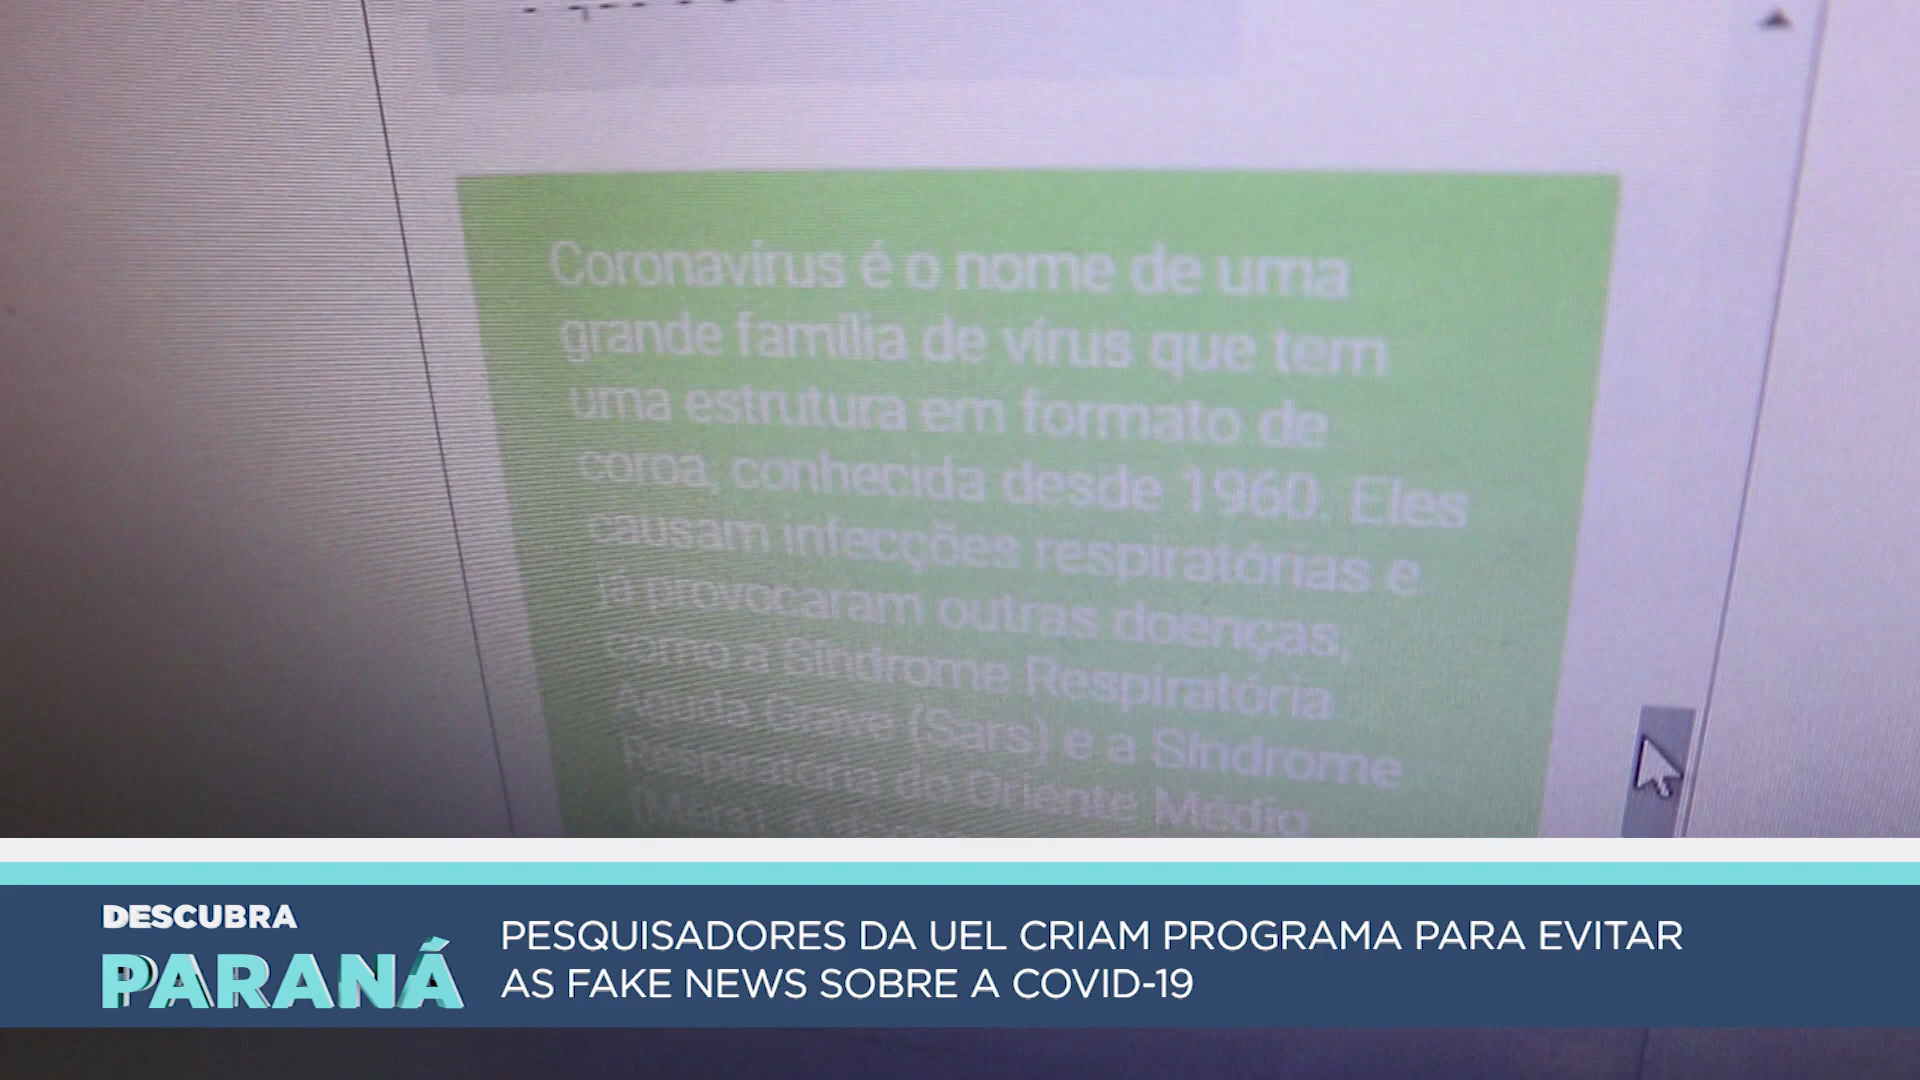 Coronavírus é o nome de uma
grande família de vírus que tem
uma estrutura em formato de
coroa, conhecida desde 1960. Eles
causam infecções respiratórias e
já provocaram outras doenças,
como a Síndrome Respiratória
Aguda Grave (Sars) e a Síndrome
Respiratória do Oriente Médio
(Mers), a
DESCUBRA
PARANÁ
PESQUISADORES DA UEL CRIAM PROGRAMA PARA EVITAR
AS FAKE NEWS SOBRE A COVID-19